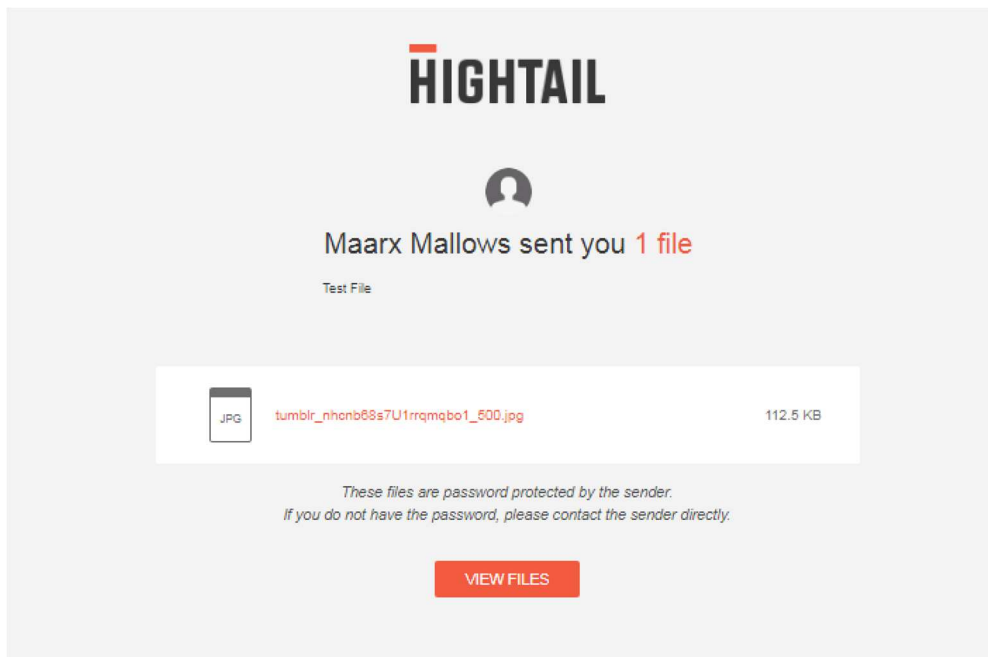 HIGHTAIL
Maarx Mallows sent you 1 file
Test File
JPG tumblr_nhcnb68s7U1rrqmqbo1_500.jpg 112.5 KB
These files are password protected by the sender.
If you do not have the password, please contact the sender directly.
VIEW FILES